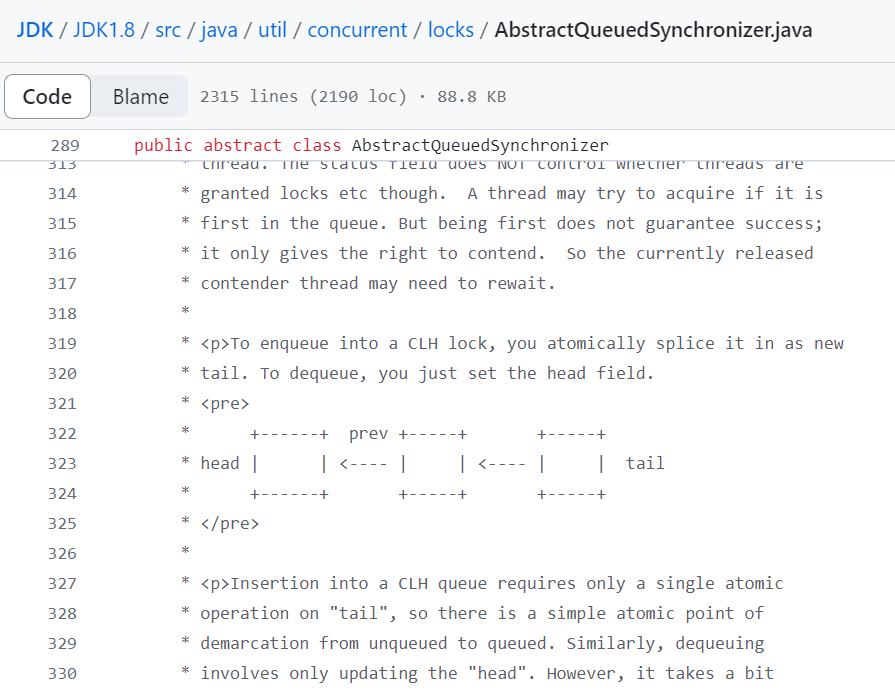 JDK / JDK1.8 / src / java / util / concurrent / locks / AbstractQueuedSynchronizer.java
Code Blame 2315 lines (2190 loc) · 88.8 KB
289 public abstract class AbstractQueuedSynchronizer
313 * thread. The status field does NOT control whether threads are
314 * granted locks etc though.  A thread may try to acquire if it is
315 * first in the queue. But being first does not guarantee success;
316 * it only gives the right to contend.  So the currently released
317 * contender thread may need to rewait.
318 *
319 * <p>To enqueue into a CLH lock, you atomically splice it in as new
320 * tail. To dequeue, you just set the head field.
321 * <pre>
322 *      +------+  prev +-----+       +-----+
323 * head |      | <---- |     | <---- |     |  tail
324 *      +------+       +-----+       +-----+
325 * </pre>
326 *
327 * <p>Insertion into a CLH queue requires only a single atomic
328 * operation on "tail", so there is a simple atomic point of
329 * demarcation from unqueued to queued. Similarly, dequeuing
330 * involves only updating the "head". However, it takes a bit